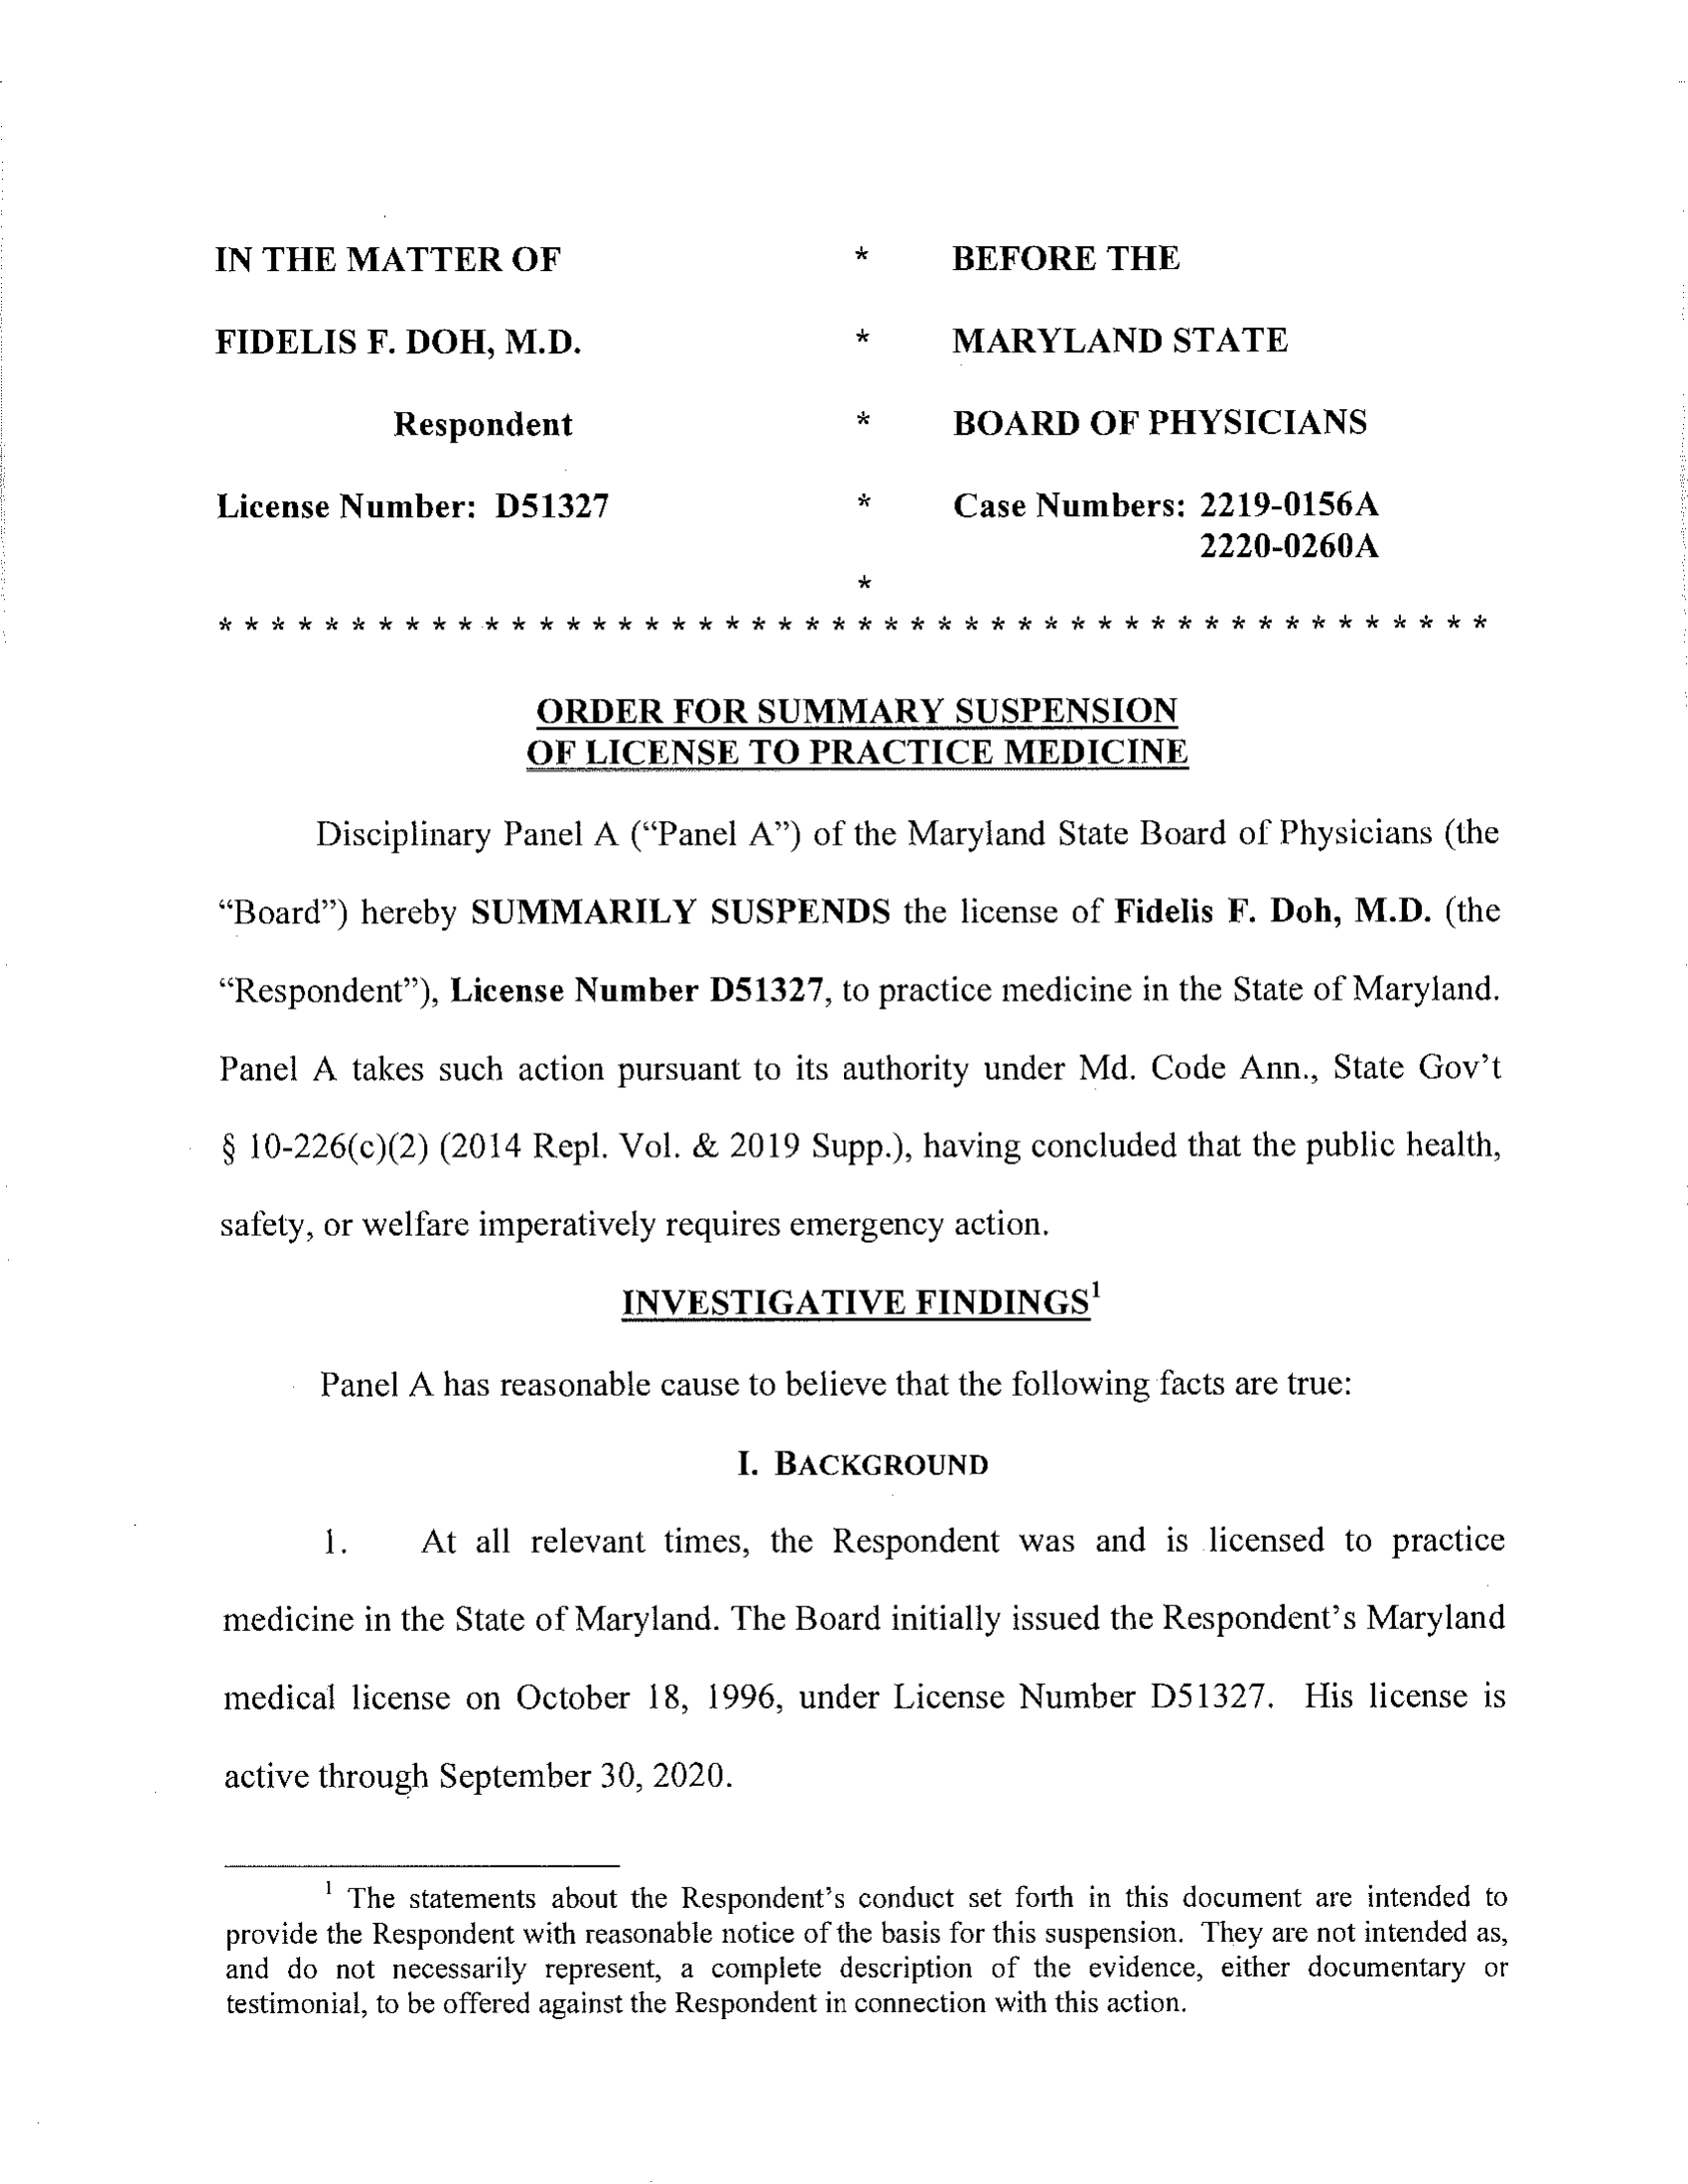 IN THE MATTER OF * BEFORE THE
FIDELIS F. DOH, M.D. * MARYLAND STATE
Respondent * BOARD OF PHYSICIANS
License Number: D51327 * Case Numbers: 2219-0156A
2220-0260A
*
* * * * * * * * * * * * * * * * * * * * * * * * * * * * * * * * * * * * * * * * * * * * * * * *
ORDER FOR SUMMARY SUSPENSION
OF LICENSE TO PRACTICE MEDICINE
Disciplinary Panel A (“Panel A”) of the Maryland State Board of Physicians (the
“Board”) hereby SUMMARILY SUSPENDS the license of Fidelis F. Doh, M.D. (the
“Respondent”), License Number D51327, to practice medicine in the State of Maryland.
Panel A takes such action pursuant to its authority under Md. Code Ann., State Gov’t
§ 10-226(c)(2) (2014 Repl. Vol. & 2019 Supp.), having concluded that the public health,
safety, or welfare imperatively requires emergency action.
INVESTIGATIVE FINDINGS¹
Panel A has reasonable cause to believe that the following facts are true:
I. BACKGROUND
1. At all relevant times, the Respondent was and is licensed to practice
medicine in the State of Maryland. The Board initially issued the Respondent’s Maryland
medical license on October 18, 1996, under License Number D51327. His license is
active through September 30, 2020.
¹ The statements about the Respondent’s conduct set forth in this document are intended to
provide the Respondent with reasonable notice of the basis for this suspension. They are not intended as,
and do not necessarily represent, a complete description of the evidence, either documentary or
testimonial, to be offered against the Respondent in connection with this action.